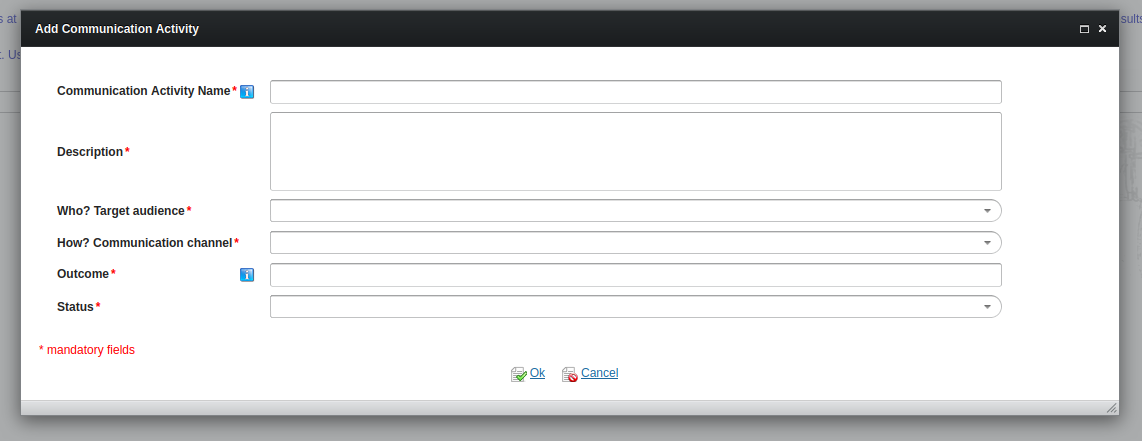 s at
sults
t. Us
Add Communication Activity
Communication Activity Name*
Description*
Who? Target audience*
How? Communication channel*
Outcome*
Status*
* mandatory fields
Ok Cancel